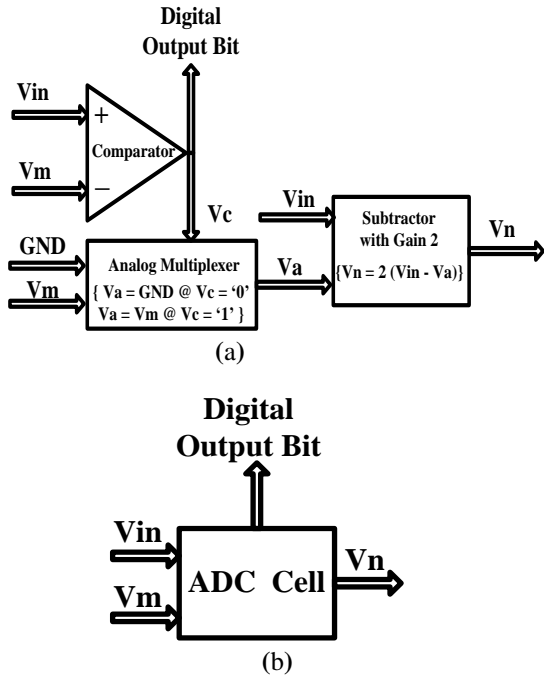 Digital
Output Bit
Vin
+
Comparator
Vm
−
Vc
GND
Vm
Analog Multiplexer
{ Va = GND @ Vc = ‘0’
Va = Vm @ Vc = ‘1’ }
Va
Vin
Subtractor
with Gain 2
{Vn = 2 (Vin - Va)}
Vn
(a)
Digital
Output Bit
Vin
Vm
ADC Cell
Vn
(b)